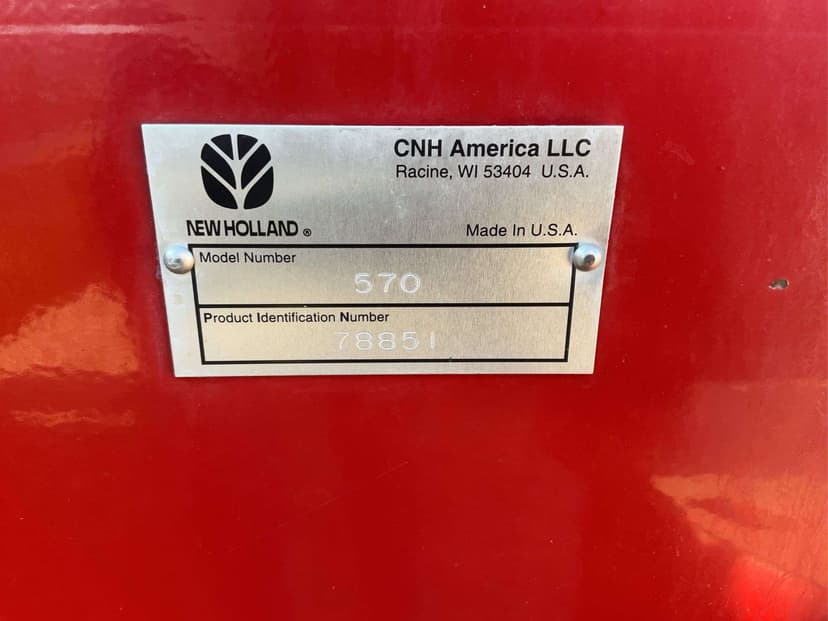 CNH America LLC
Racine, WI 53404 U.S.A.
NEW HOLLAND ®
Made In U.S.A.
Model Number
570
Product Identification Number
78851